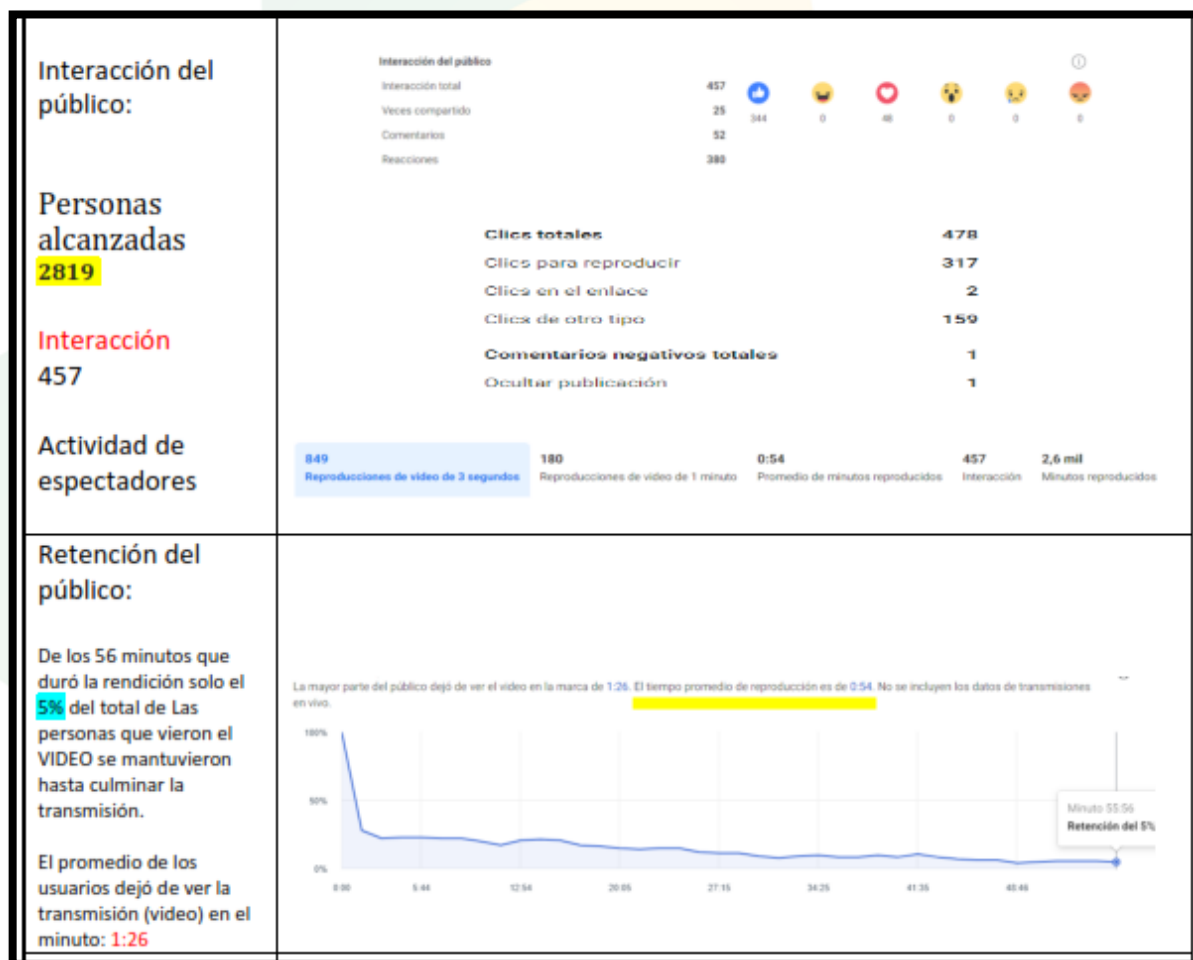 Interacción del
público:
Personas
alcanzadas
2819
Interacción
457
Actividad de
espectadores
Interacción del público
Interacción total 457
Veces compartido 25
Comentarios 52
Reacciones 380
344 0 48 0 0 0
Clics totales 478
Clics para reproducir 317
Clics en el enlace 2
Clics de otro tipo 159
Comentarios negativos totales 1
Ocultar publicación 1
849 180 0:54 457 2,6 mil
Reproducciones de video de 3 segundos Reproducciones de video de 1 minuto Promedio de minutos reproducidos Interacción Minutos reproducidos
Retención del
público:
De los 56 minutos que
duró la rendición solo el
5% del total de Las
personas que vieron el
VIDEO se mantuvieron
hasta culminar la
transmisión.
El promedio de los
usuarios dejó de ver la
transmisión (video) en el
minuto: 1:26
La mayor parte del público dejó de ver el video en la marca de 1:26. El tiempo promedio de reproducción es de 0:54. No se incluyen los datos de transmisiones
en vivo.
100%
50%
0%
Minuto 55:56
Retención del 5%
0:00 5:44 12:54 20:05 27:15 34:25 41:35 48:46